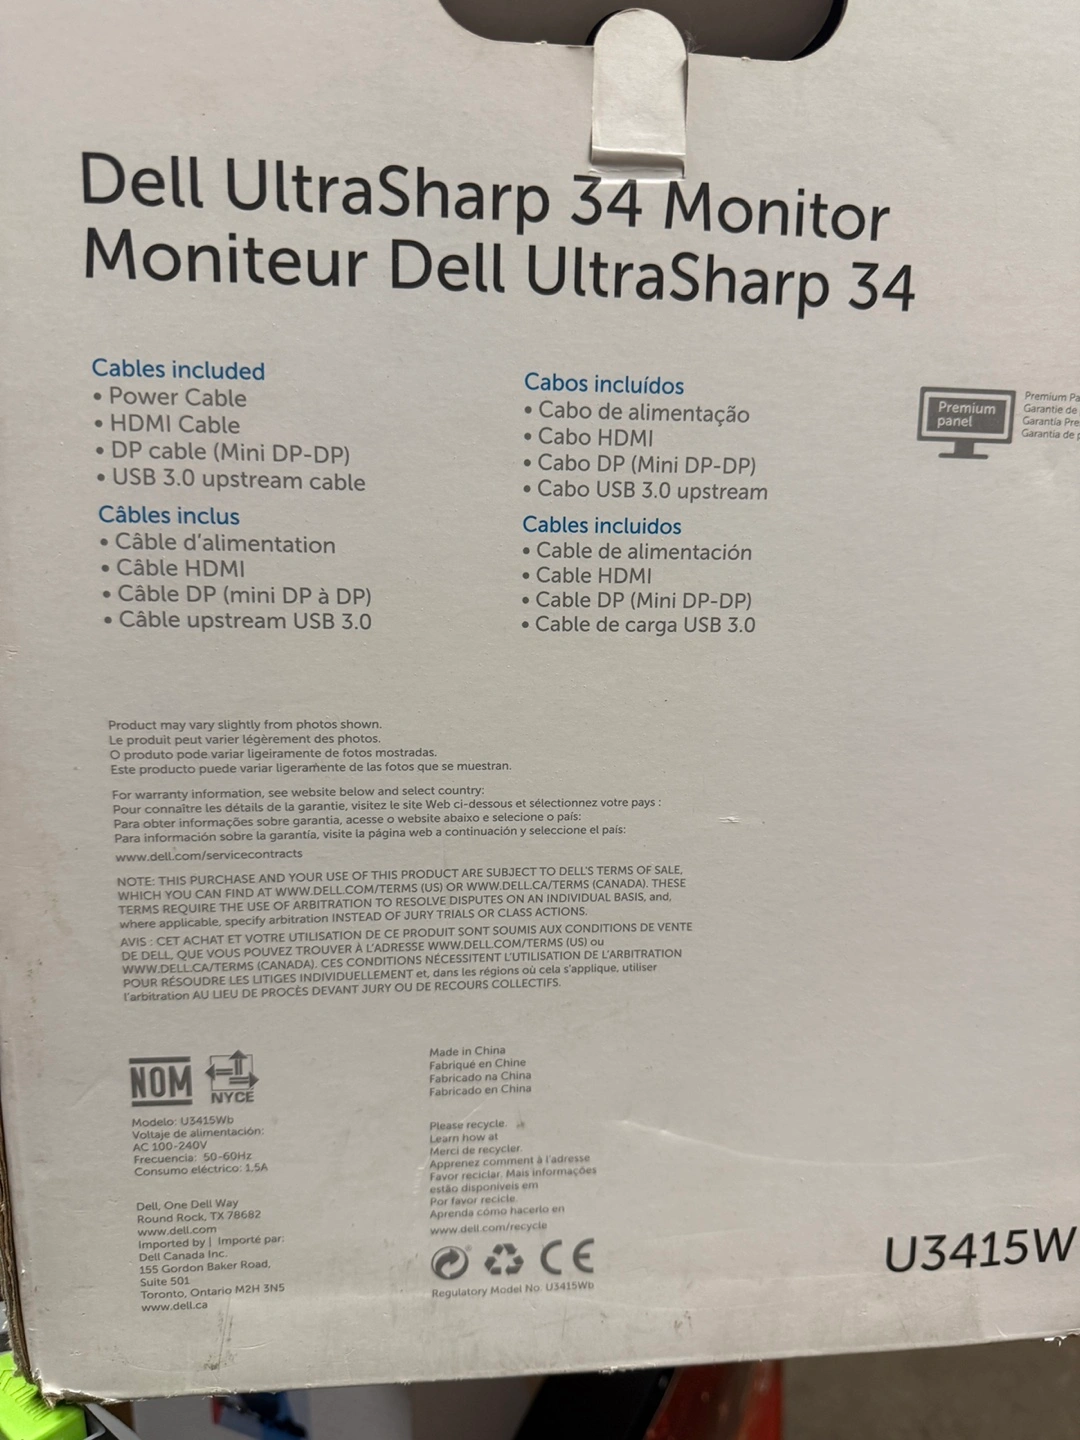 Dell UltraSharp 34 Monitor
Moniteur Dell UltraSharp 34
Cables included
• Power Cable
• HDMI Cable
• DP cable (Mini DP-DP)
• USB 3.0 upstream cable
Câbles inclus
• Câble d'alimentation
• Câble HDMI
• Câble DP (mini DP à DP)
• Câble upstream USB 3.0
Cabos incluídos
• Cabo de alimentação
• Cabo HDMI
• Cabo DP (Mini DP-DP)
• Cabo USB 3.0 upstream
Cables incluidos
• Cable de alimentación
• Cable HDMI
• Cable DP (Mini DP-DP)
• Cable de carga USB 3.0
Premium
panel
Premium
Garantie de
Garantia
Garantía de
Product may vary slightly from photos shown.
Le produit peut varier légèrement des photos.
O produto pode variar ligeiramente de fotos mostradas.
Este producto puede variar ligeramente de las fotos que se muestran.
For warranty information, see website below and select country:
Pour connaître les détails de la garantie, visitez le site Web ci-dessous et sélectionnez votre pays :
Para obter informações sobre garantia, acesse o website abaixo e selecione o país:
Para información sobre la garantía, visite la página web a continuación y seleccione el país:
www.dell.com/servicecontracts
NOTE: THIS PURCHASE AND YOUR USE OF THIS PRODUCT ARE SUBJECT TO DELL'S TERMS OF SALE,
WHICH YOU CAN FIND AT WWW.DELL.COM/TERMS (US) OR WWW.DELL.CA/TERMS (CANADA). THESE
TERMS REQUIRE THE USE OF ARBITRATION TO RESOLVE DISPUTES ON AN INDIVIDUAL BASIS, and,
where applicable, specify arbitration INSTEAD OF JURY TRIALS OR CLASS ACTIONS.
AVIS : CET ACHAT ET VOTRE UTILISATION DE CE PRODUIT SONT SOUMIS AUX CONDITIONS DE VENTE
DE DELL, QUE VOUS POUVEZ TROUVER À L'ADRESSE WWW.DELL.COM/TERMS (US) ou
WWW.DELL.CA/TERMS (CANADA). CES CONDITIONS NÉCESSITENT L'UTILISATION DE L'ARBITRATION
POUR RÉSOUDRE LES LITIGES INDIVIDUELLEMENT et, dans les régions où cela s'applique, utiliser
l'arbitration AU LIEU DE PROCÈS DEVANT JURY OU DE RECOURS COLLECTIFS.
NOM
NYCE
Modelo: U3415Wb
Voltaje de alimentación:
AC 100-240V
Frecuencia: 50-60Hz
Consumo eléctrico: 1.5A
Dell, One Dell Way
Round Rock, TX 78682
www.dell.com
Imported by | Importé par:
Dell Canada Inc.
155 Gordon Baker Road,
Suite 501
Toronto, Ontario M2H 3N5
www.dell.ca
Made in China
Fabriqué en Chine
Fabricado na China
Fabricado en China
Please recycle.
Learn how at
Merci de recycler.
Apprenez comment à l'adresse
Favor reciclar. Mais informações
estão disponíveis em
Por favor recicle.
Aprenda cómo hacerlo en
www.dell.com/recycle
CE
Regulatory Model No. U3415Wb
U3415W